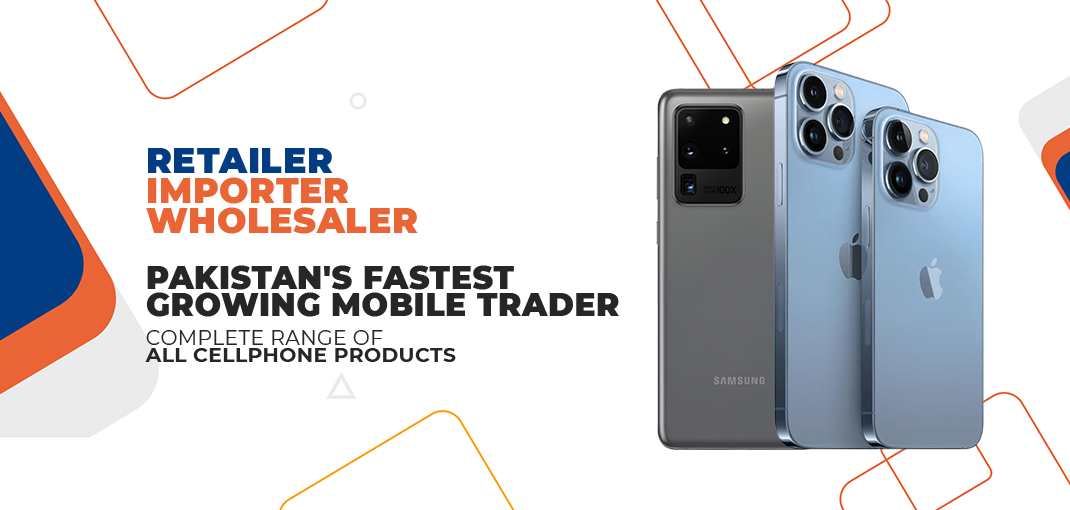 RETAILER
IMPORTER
WHOLESALER
PAKISTAN'S FASTEST
GROWING MOBILE TRADER
COMPLETE RANGE OF
ALL CELLPHONE PRODUCTS
100X
SAMSUNG